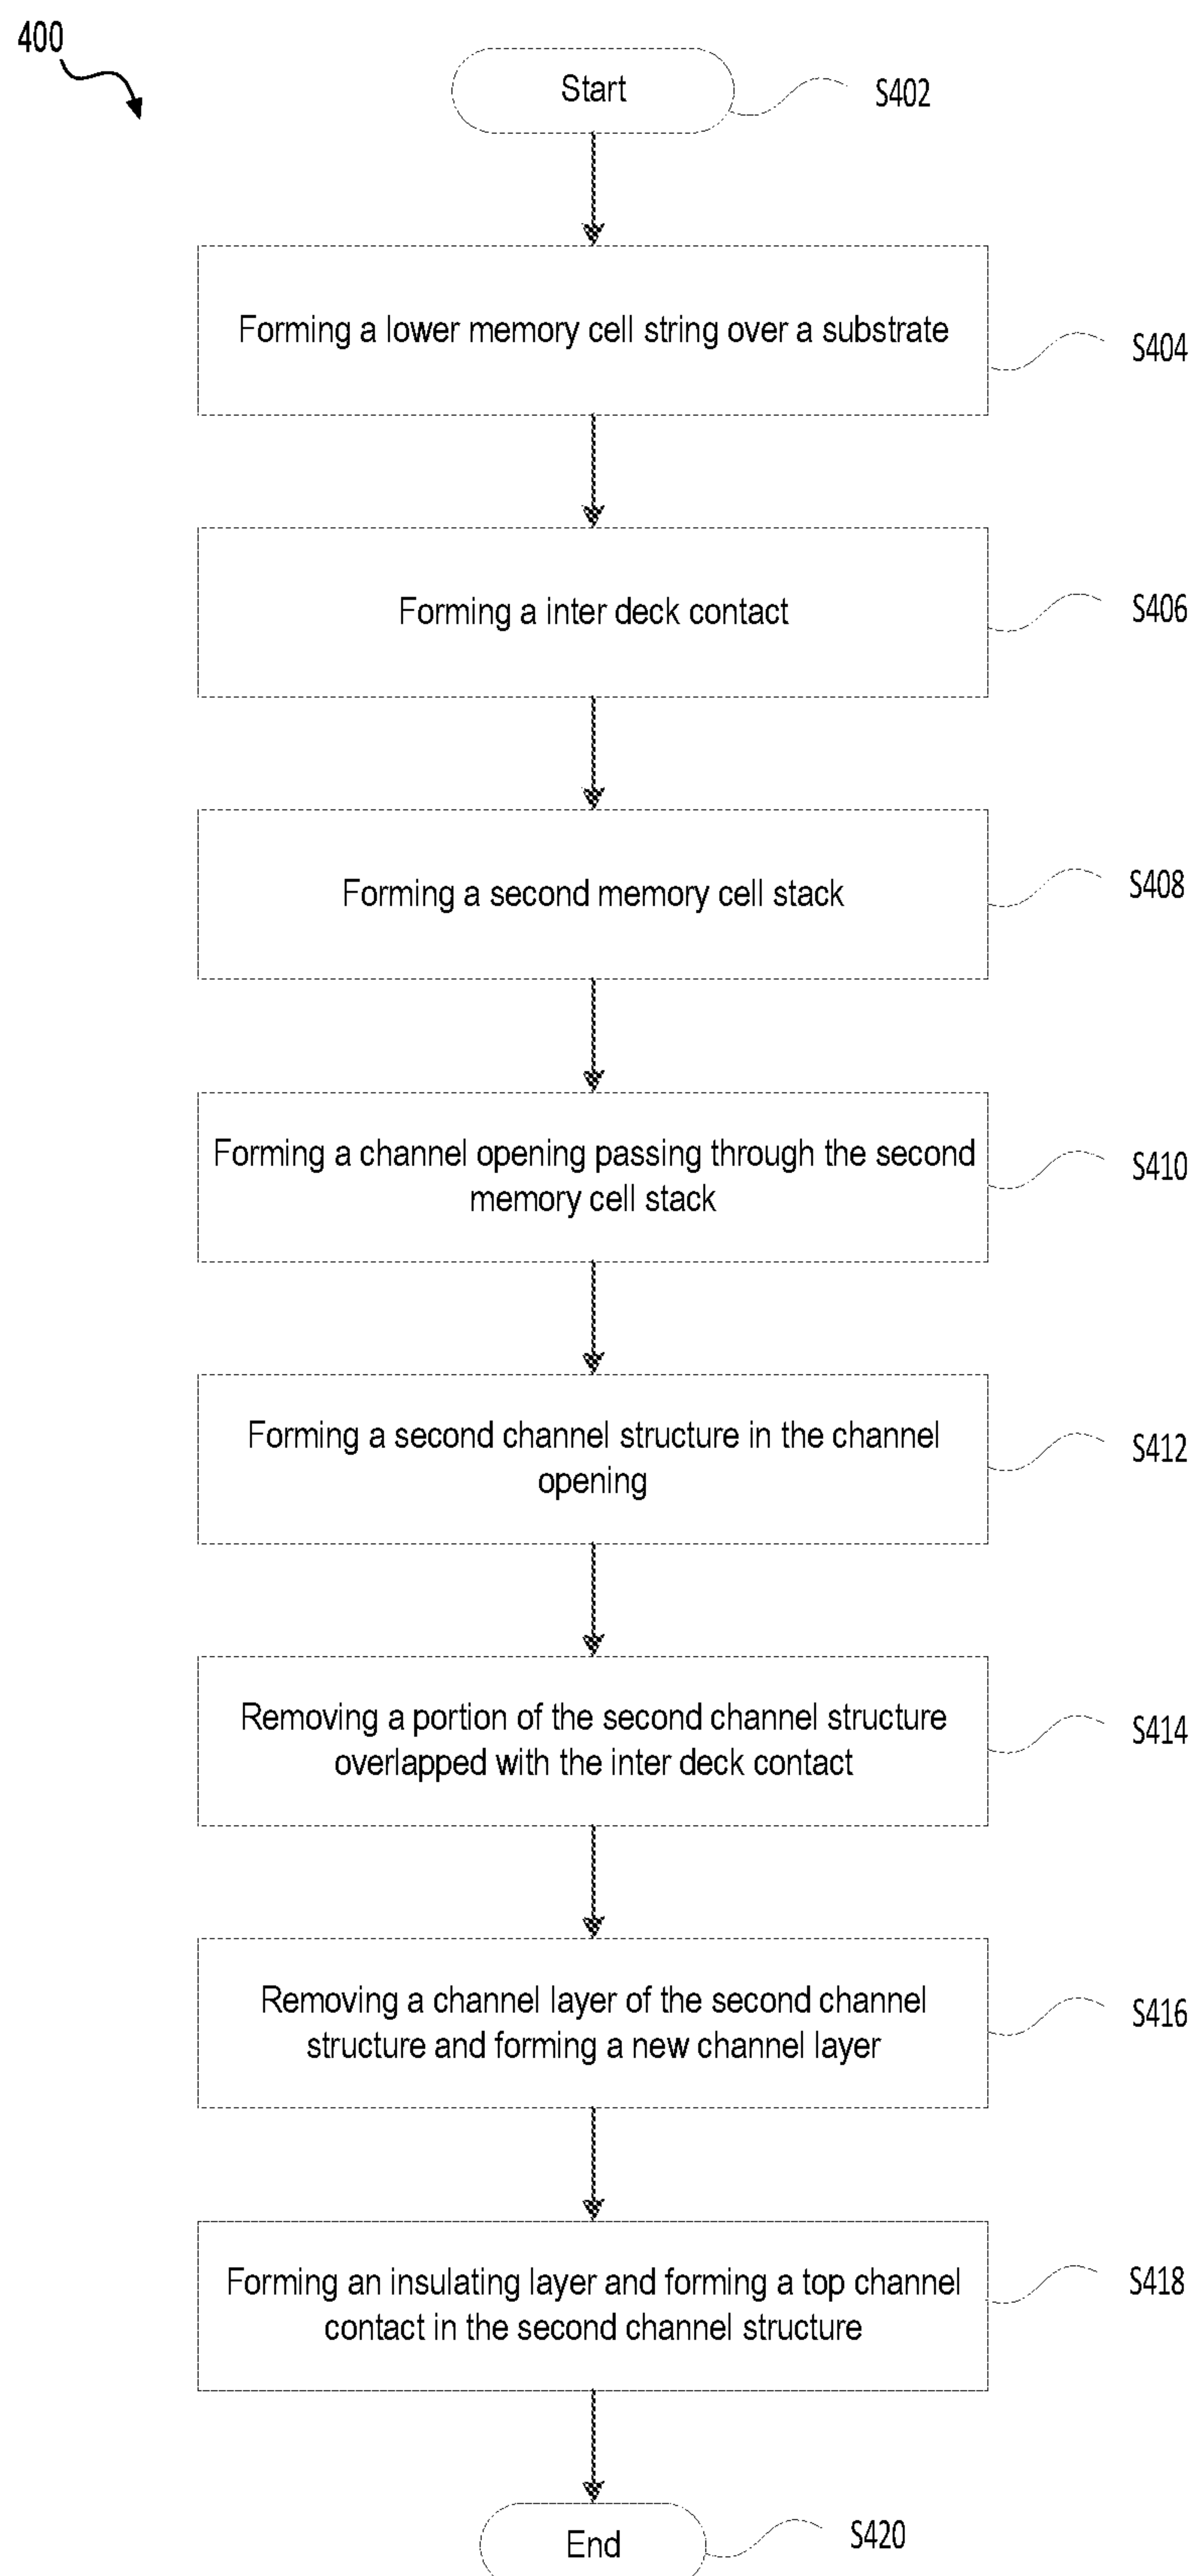 400
Start
S402
Forming a lower memory cell string over a substrate
S404
Forming a inter deck contact
S406
Forming a second memory cell stack
S408
Forming a channel opening passing through the second
memory cell stack
S410
Forming a second channel structure in the channel
opening
S412
Removing a portion of the second channel structure
overlapped with the inter deck contact
S414
Removing a channel layer of the second channel
structure and forming a new channel layer
S416
Forming an insulating layer and forming a top channel
contact in the second channel structure
S418
End
S420